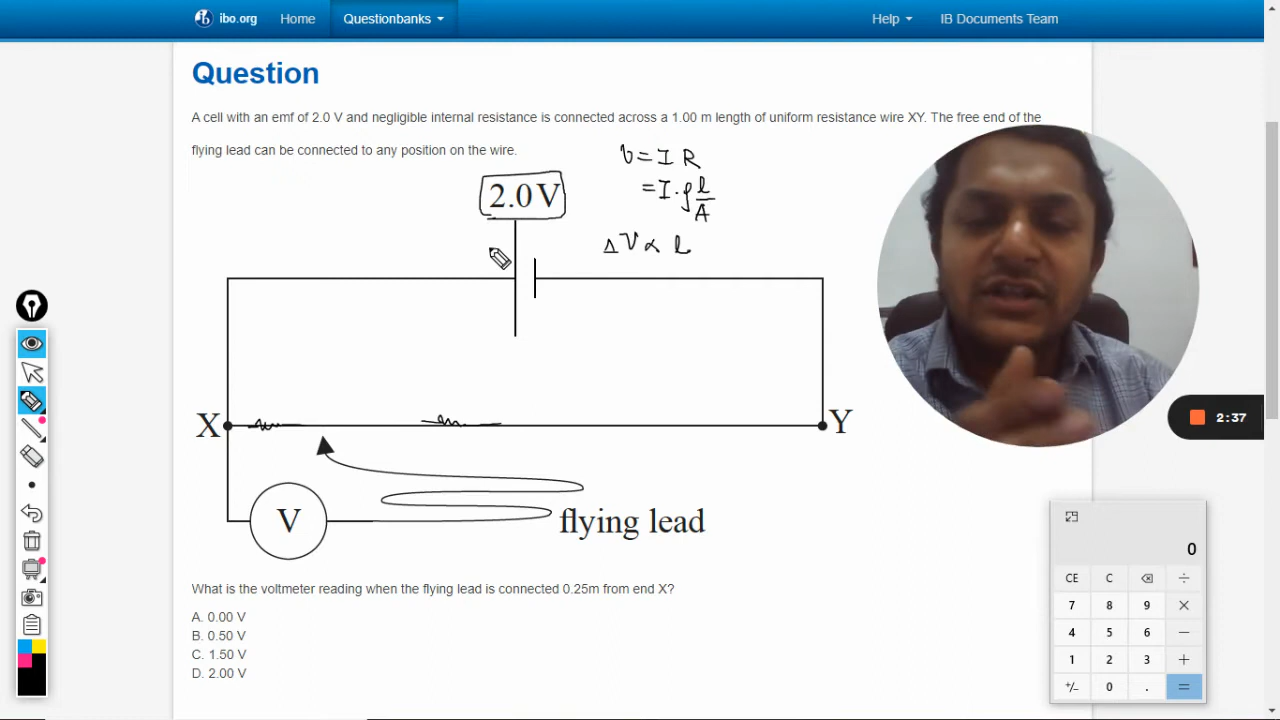 ibo.org Home Questionbanks Help IB Documents Team
Question
A cell with an emf of 2.0 V and negligible internal resistance is connected across a 1.00 m length of uniform resistance wire XY. The free end of the
flying lead can be connected to any position on the wire.
V = I R
= I · ρ l/A
ΔV ∝ l
2.0 V
X
Y
V
flying lead
2:37
What is the voltmeter reading when the flying lead is connected 0.25m from end X?
A. 0.00 V
B. 0.50 V
C. 1.50 V
D. 2.00 V
0
CE C ⌫ ÷
7 8 9 ×
4 5 6 −
1 2 3 +
+/− 0 . =